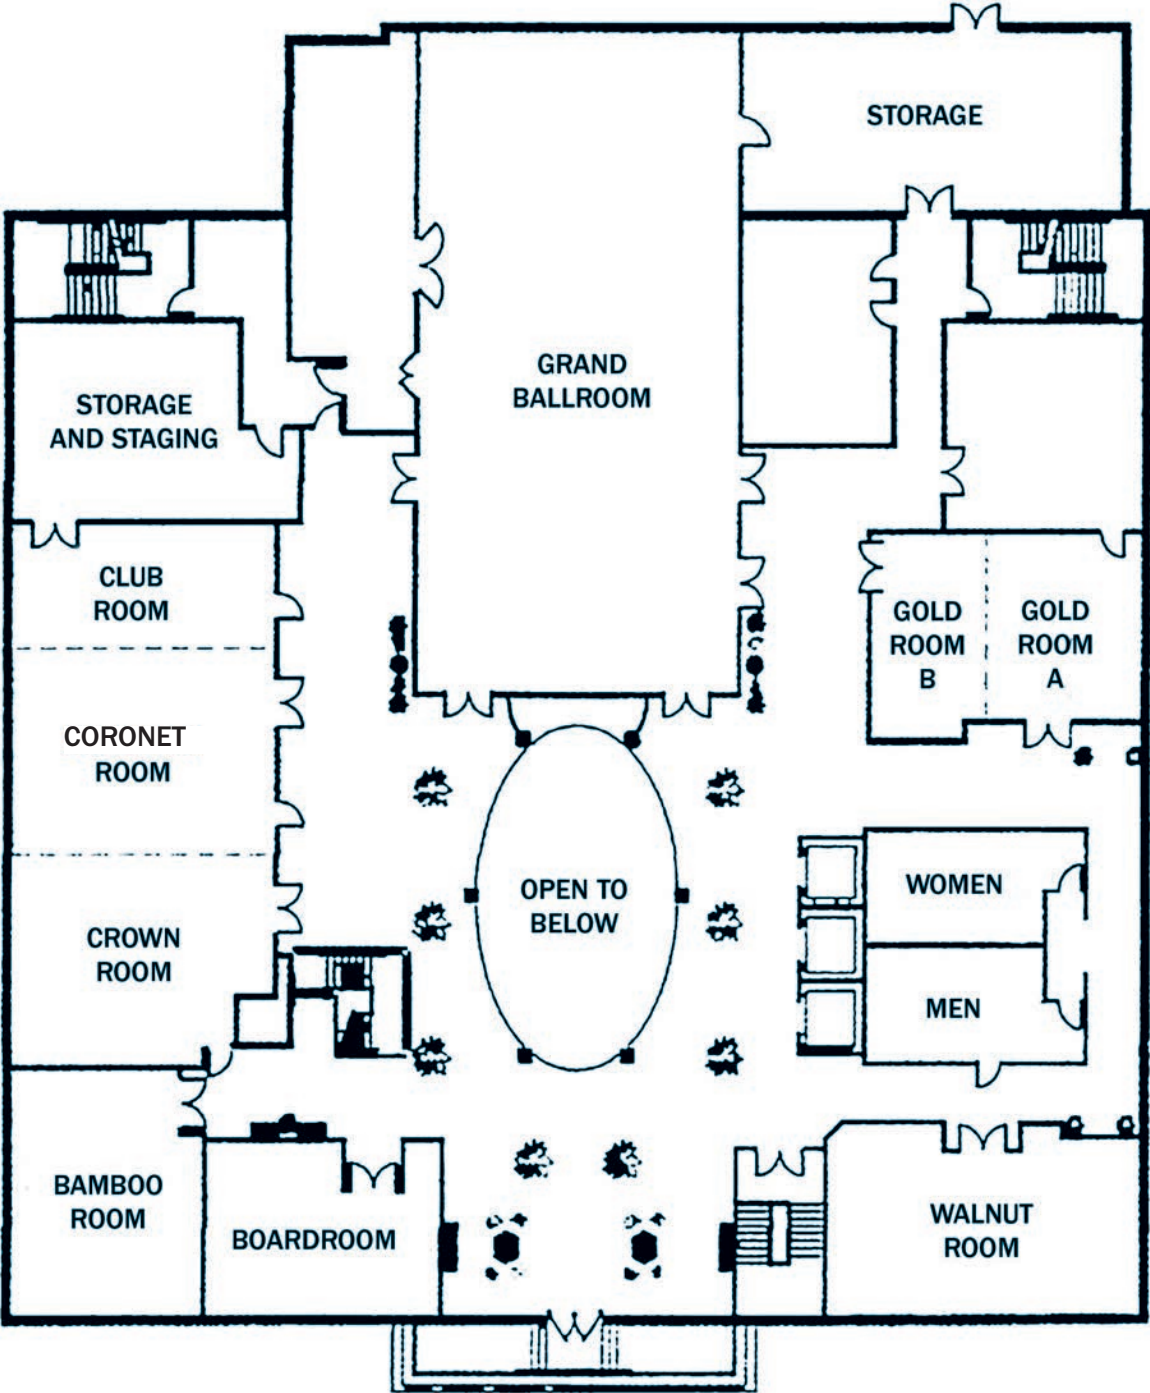 STORAGE
GRAND
BALLROOM
STORAGE
AND STAGING
CLUB
ROOM
GOLD
ROOM
B
GOLD
ROOM
A
CORONET
ROOM
OPEN TO
BELOW
WOMEN
CROWN
ROOM
MEN
BAMBOO
ROOM
BOARDROOM
WALNUT
ROOM